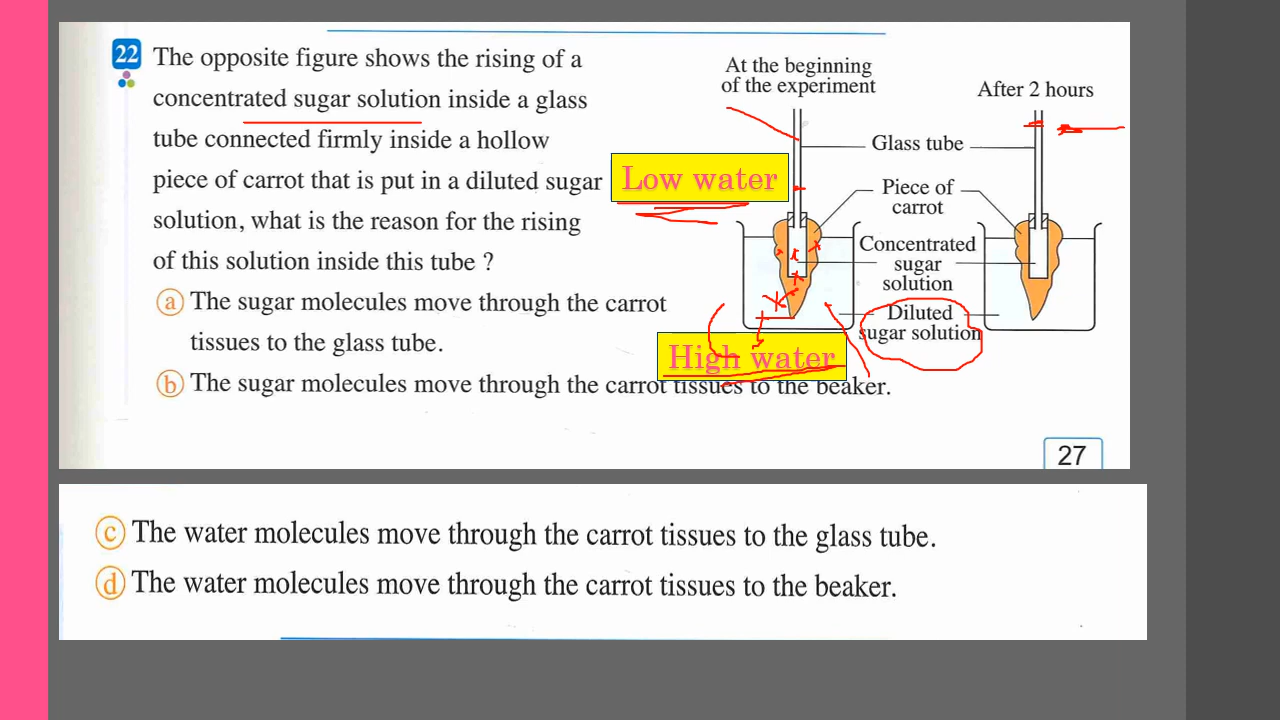 22 The opposite figure shows the rising of a
concentrated sugar solution inside a glass
tube connected firmly inside a hollow
piece of carrot that is put in a diluted sugar
solution, what is the reason for the rising
of this solution inside this tube ?
a The sugar molecules move through the carrot
tissues to the glass tube.
b The sugar molecules move through the carrot tissues to the beaker.
At the beginning
of the experiment
After 2 hours
Glass tube
Low water
Piece of
carrot
Concentrated
sugar
solution
Diluted
sugar solution
High water
27
c The water molecules move through the carrot tissues to the glass tube.
d The water molecules move through the carrot tissues to the beaker.